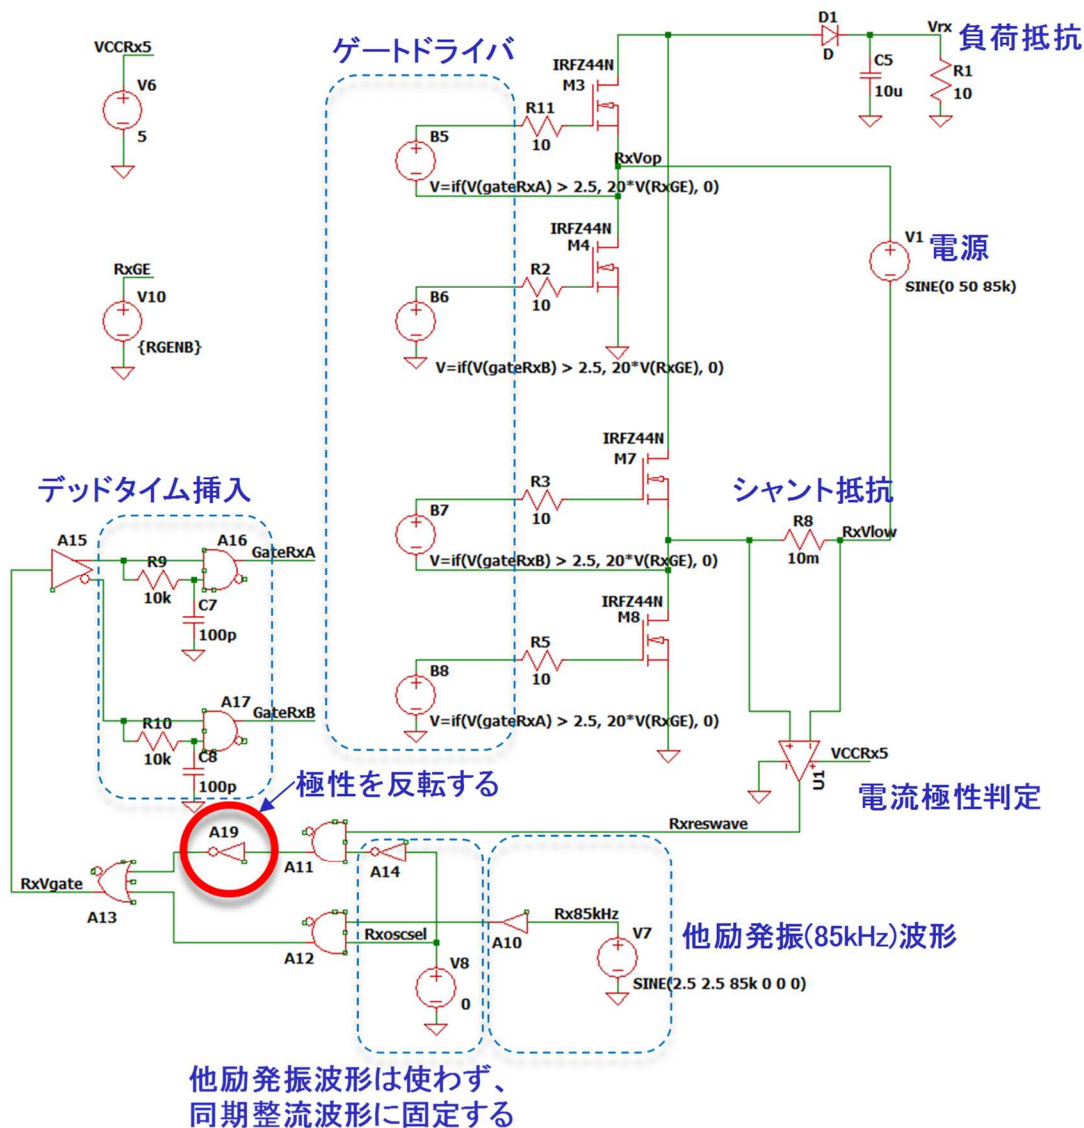 VCCRx5
V6
5
RxGE
V10
{RGENB}
ゲートドライバ
IRFZ44N
M3
R11
10
B5
V=if(V(gateRxA) > 2.5, 20*V(RxGE), 0)
RxVop
D1
D
Vrx
負荷抵抗
C5
10u
R1
10
IRFZ44N
M4
R2
10
B6
V=if(V(gateRxB) > 2.5, 20*V(RxGE), 0)
V1
電源
SINE(0 50 85k)
IRFZ44N
M7
R3
10
B7
V=if(V(gateRxB) > 2.5, 20*V(RxGE), 0)
シャント抵抗
R8
10m
RxVlow
IRFZ44N
M8
R5
10
B8
V=if(V(gateRxA) > 2.5, 20*V(RxGE), 0)
デッドタイム挿入
A15
R9
10k
C7
100p
A16
GateRxA
R10
10k
C8
100p
A17
GateRxB
VCCRx5
U1
電流極性判定
極性を反転する
A19
Rxreswave
A11
A14
RxVgate
A13
A12
Rxoscsel
A10
Rx85kHz
V8
0
V7
SINE(2.5 2.5 85k 0 0 0)
他励発振(85kHz)波形
他励発振波形は使わず、
同期整流波形に固定する